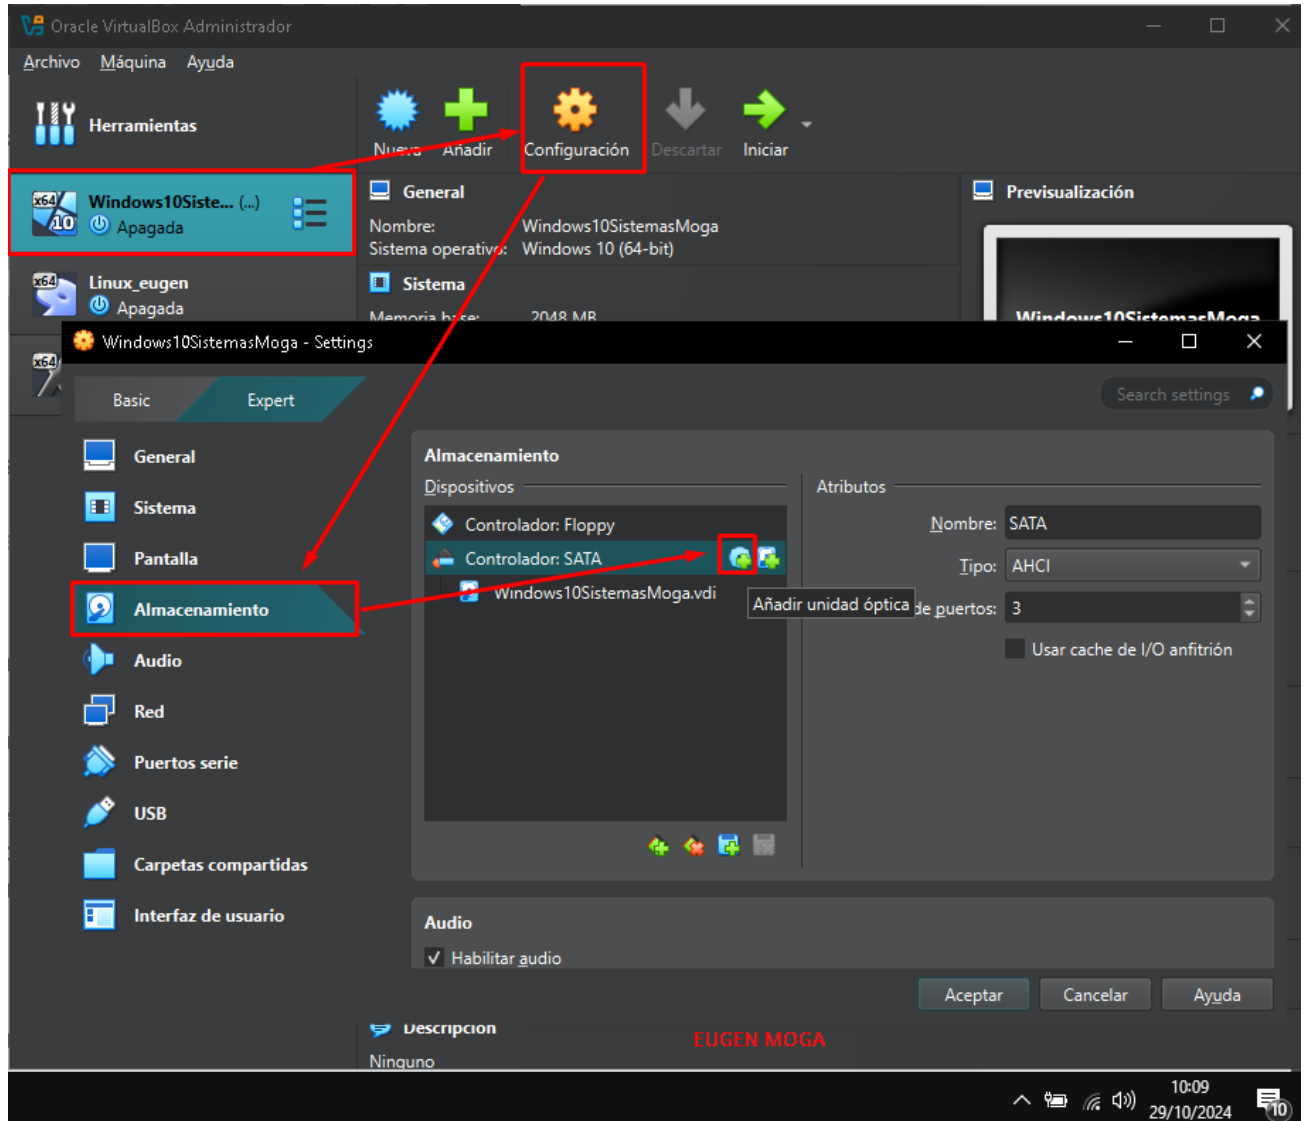 Oracle VirtualBox Administrador
Archivo Máquina Ayuda
Herramientas
Nueva Añadir Configuración Descartar Iniciar
x64
10
Windows10Siste... (...)
Apagada
x64
Linux_eugen
Apagada
x64
General
Nombre: Windows10SistemasMoga
Sistema operativo: Windows 10 (64-bit)
Sistema
Memoria base: 2048 MB
Previsualización
Windows10SistemasMoga
Windows10SistemasMoga - Settings
Basic Expert
Search settings
General
Sistema
Pantalla
Almacenamiento
Audio
Red
Puertos serie
USB
Carpetas compartidas
Interfaz de usuario
Almacenamiento
Dispositivos
Controlador: Floppy
Controlador: SATA
Windows10SistemasMoga.vdi
Añadir unidad óptica
Atributos
Nombre: SATA
Tipo: AHCI
de puertos: 3
Usar cache de I/O anfitrión
Audio
Habilitar audio
Aceptar Cancelar Ayuda
Descripción
Ninguno
EUGEN MOGA
10:09
29/10/2024
10